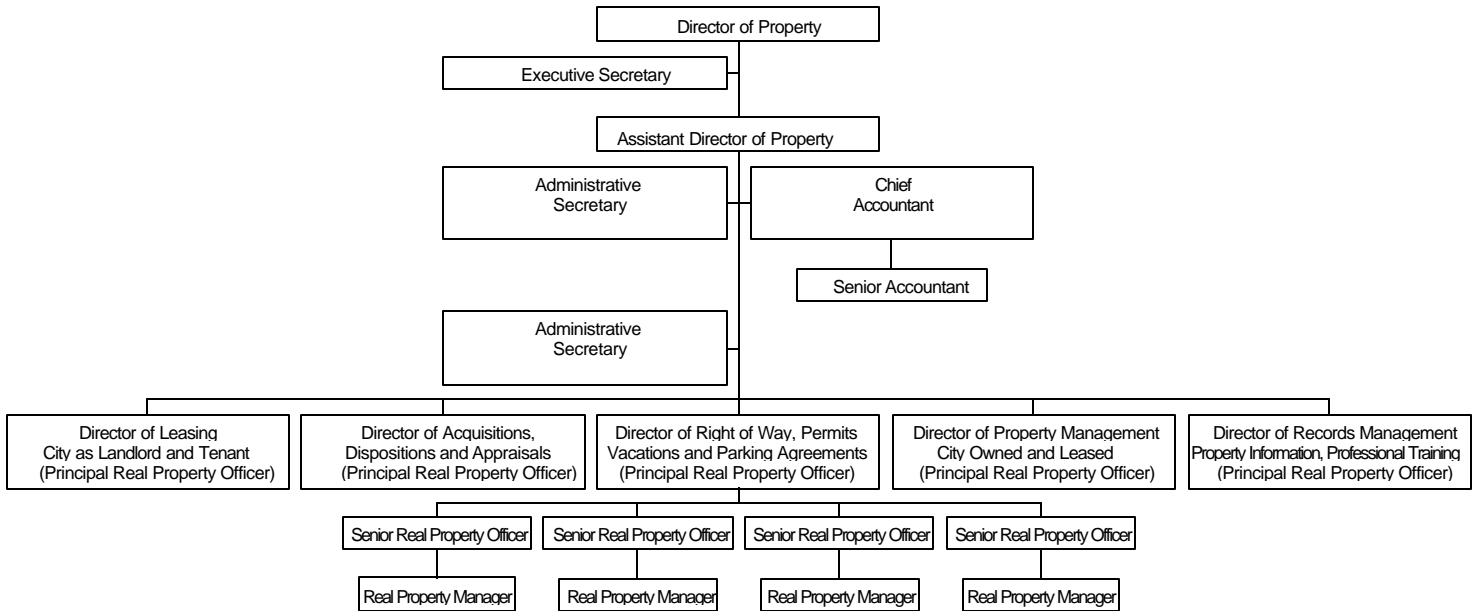 Director of Property
Executive Secretary
Assistant Director of Property
Administrative
Secretary
Chief
Accountant
Senior Accountant
Administrative
Secretary
Director of Leasing
City as Landlord and Tenant
(Principal Real Property Officer)
Director of Acquisitions,
Dispositions and Appraisals
(Principal Real Property Officer)
Director of Right of Way, Permits
Vacations and Parking Agreements
(Principal Real Property Officer)
Director of Property Management
City Owned and Leased
(Principal Real Property Officer)
Director of Records Management
Property Information, Professional Training
(Principal Real Property Officer)
Senior Real Property Officer
Senior Real Property Officer
Senior Real Property Officer
Senior Real Property Officer
Real Property Manager
Real Property Manager
Real Property Manager
Real Property Manager